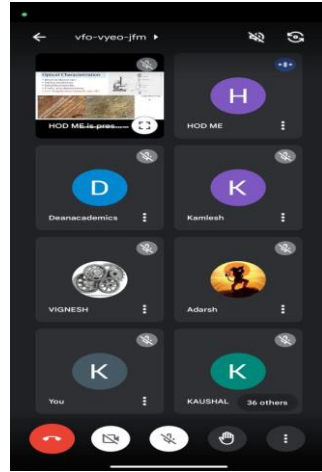 vfo-vyeo-jfm
Optical Characterization
HOD ME is pres...
H
HOD ME
D
Deanacademics
K
Kamlesh
VIGNESH
Adarsh
K
You
K
KAUSHAL
36 others